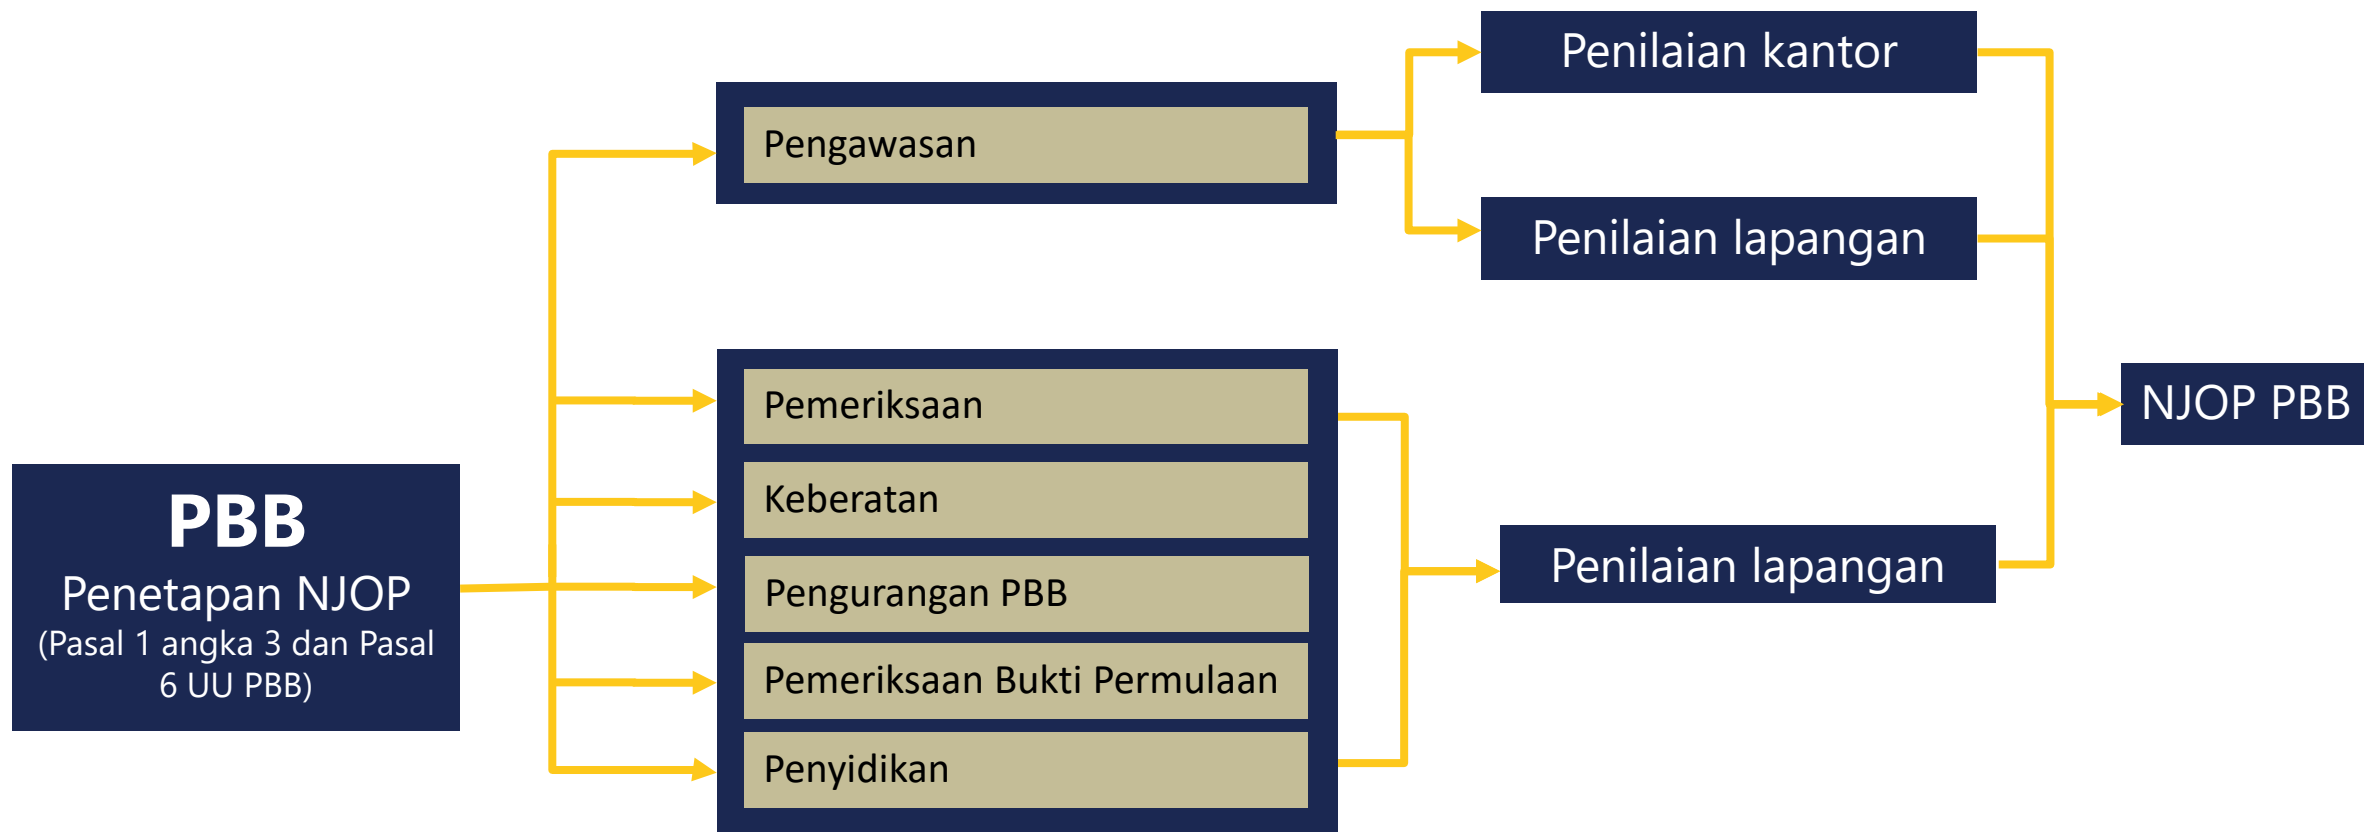 PBB
Penetapan NJOP
(Pasal 1 angka 3 dan Pasal
6 UU PBB)
Pengawasan
Pemeriksaan
Keberatan
Pengurangan PBB
Pemeriksaan Bukti Permulaan
Penyidikan
Penilaian kantor
Penilaian lapangan
Penilaian lapangan
NJOP PBB